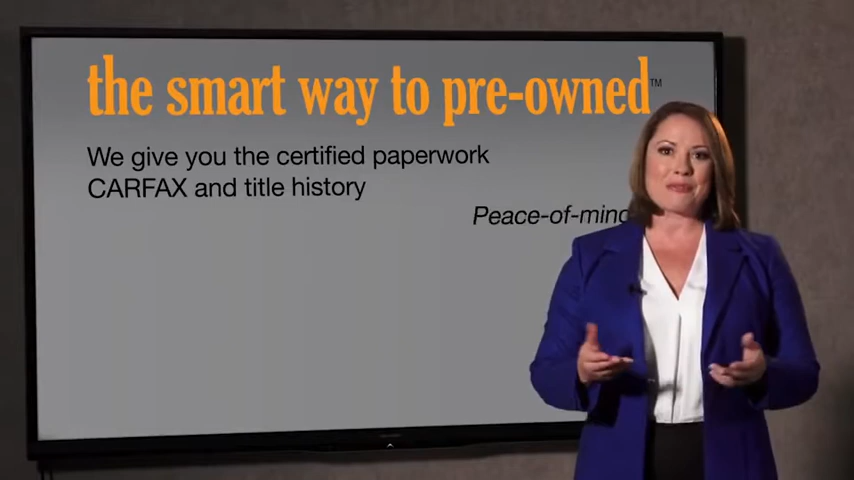 the smart way to pre-owned™
We give you the certified paperwork
CARFAX and title history
Peace-of-mind